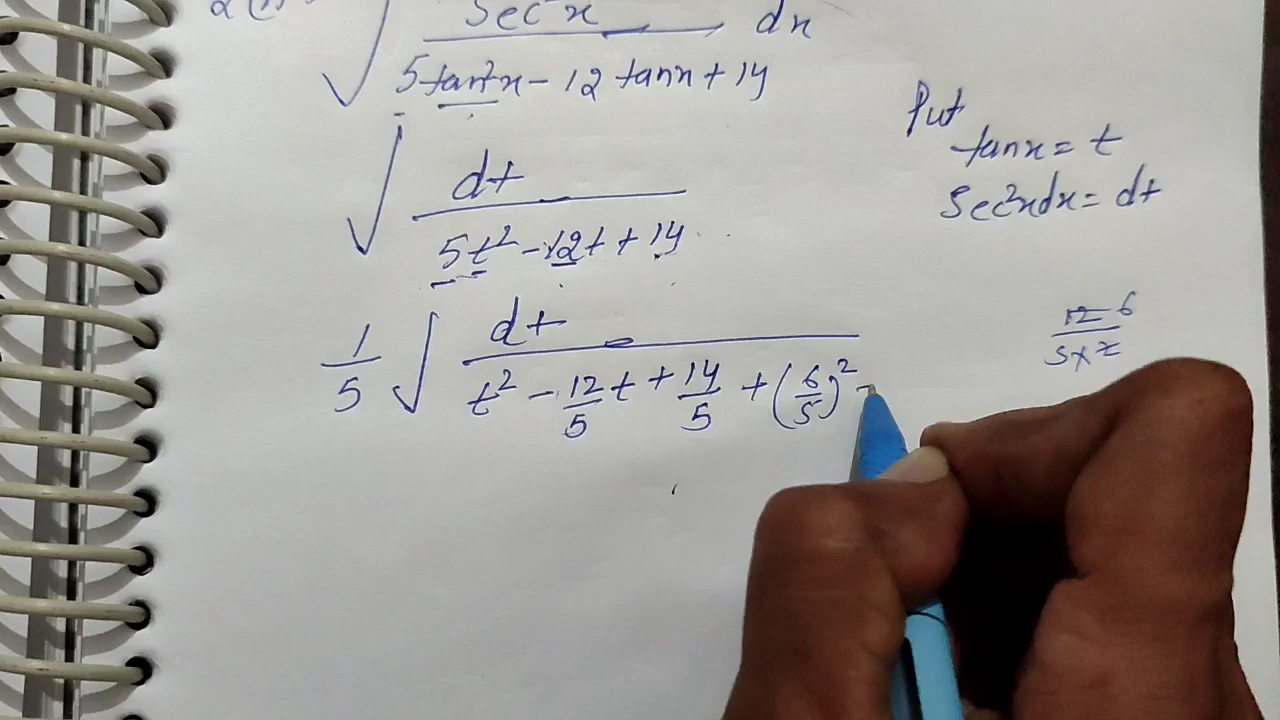 sec²x dx
5tan²x - 12 tanx + 14
Put
tanx = t
dt
sec²xdx = dt
5t² - 12t + 14
1/5 ∫ dt
12 6
5×2
t² - 12/5 t + 14/5 + (6/5)² -